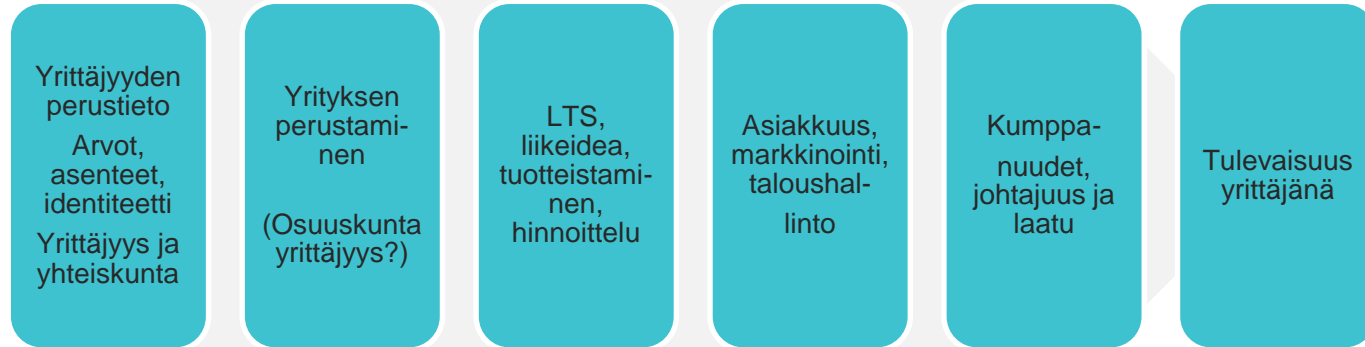 Yrittäjyyden
perustieto
Arvot,
asenteet,
identiteetti
Yrittäjyys ja
yhteiskunta
Yrityksen
perustami-
nen
(Osuuskunta
yrittäjyys?)
LTS,
liikeidea,
tuotteistami-
nen,
hinnoittelu
Asiakkuus,
markkinointi,
taloushal-
linto
Kumppa-
nuudet,
johtajuus ja
laatu
Tulevaisuus
yrittäjänä